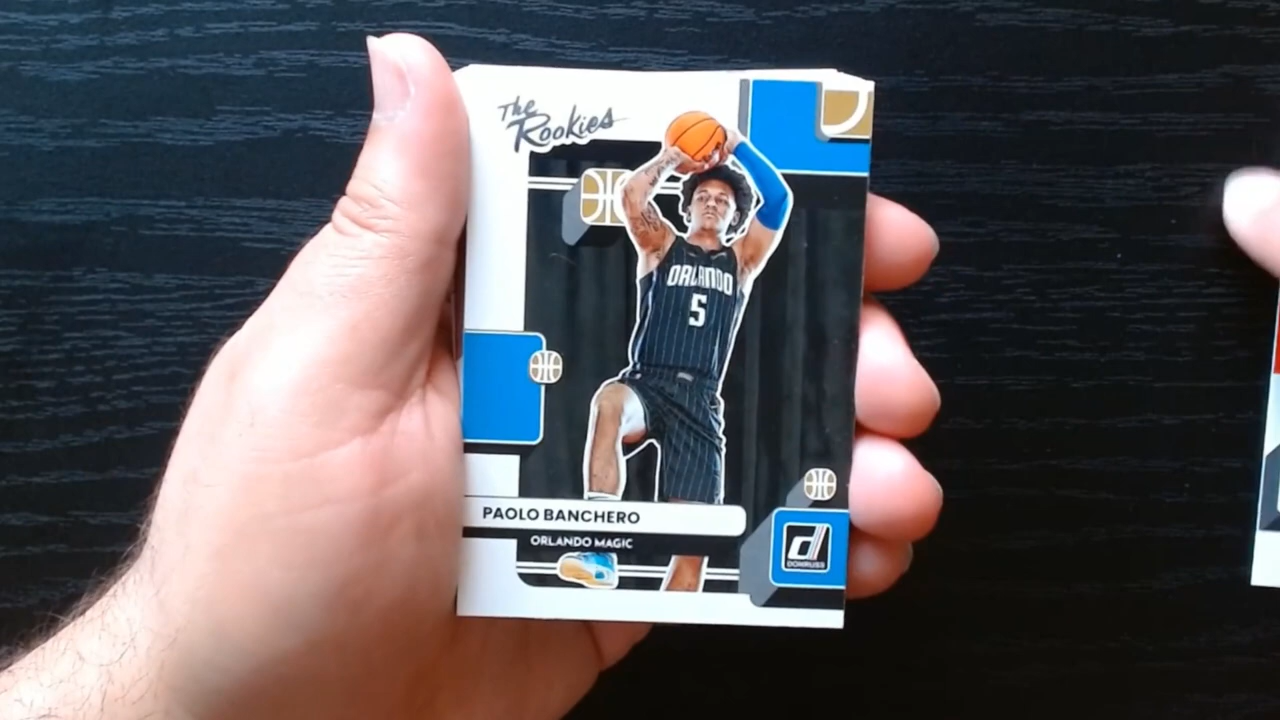 The
Rookies
ORLANDO
5
PAOLO BANCHERO
ORLANDO MAGIC
d
DONRUSS